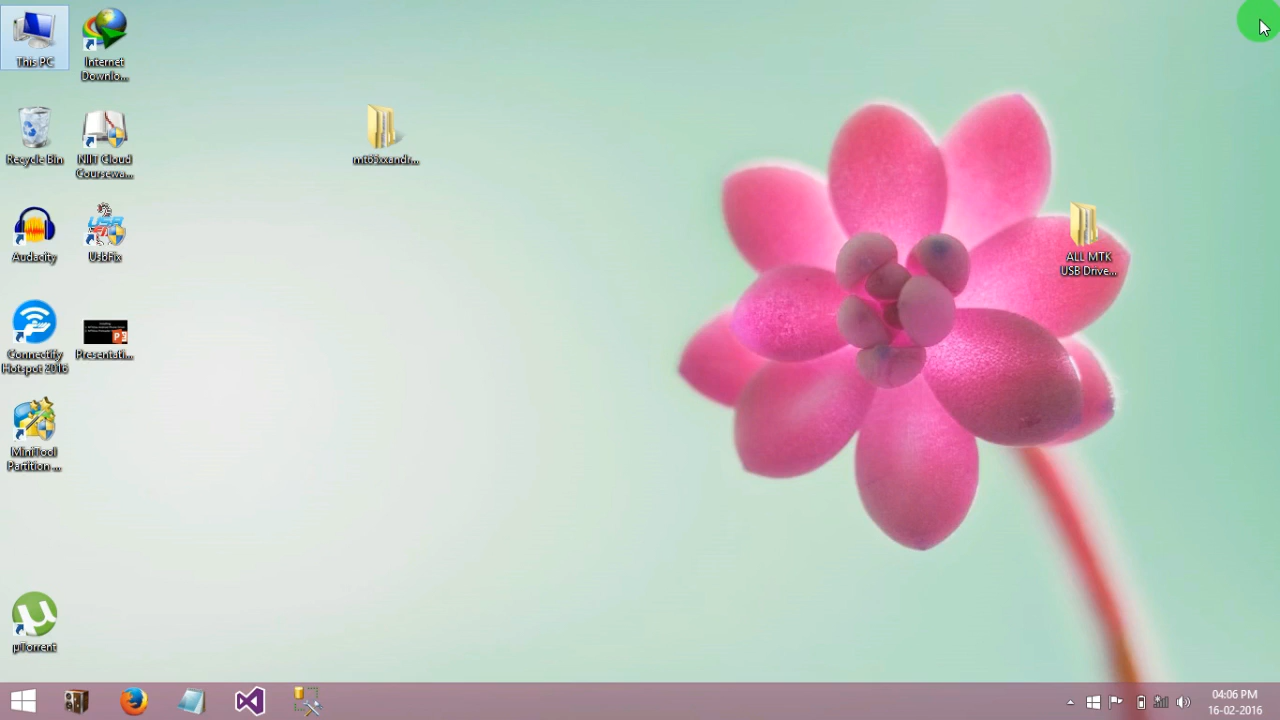 This PC
Internet
Downlo...
Recycle Bin
NIIT Cloud
Coursewa...
mt65xxandr...
Audacity
UsbFix
ALL MTK
USB Drive...
Connectify
Hotspot 2016
Presentati...
MiniTool
Partition ...
µTorrent
04:06 PM
16-02-2016